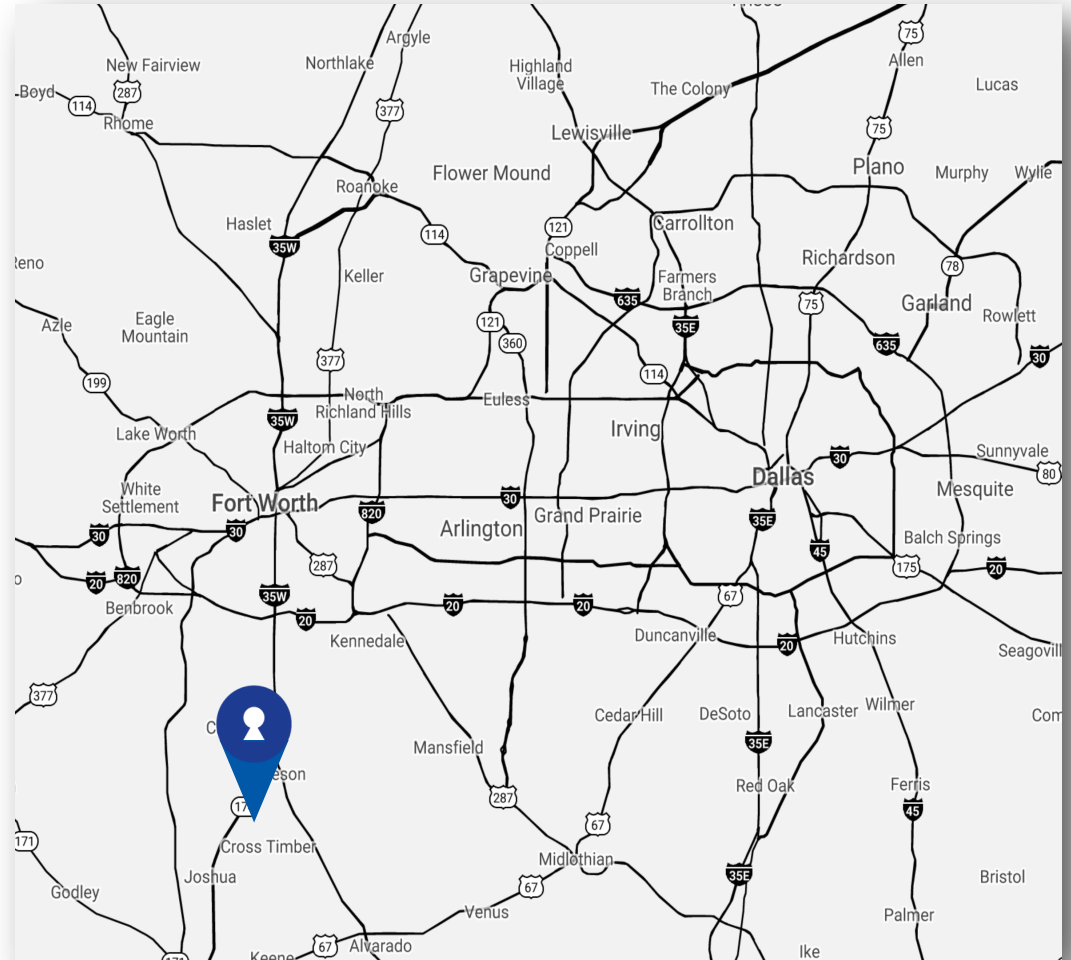 Argyle
75
New Fairview
Northlake
Highland
Village
Allen
Boyd
287
The Colony
Lucas
114
377
Rhome
Lewisville
75
Roanoke
Flower Mound
Plano
Murphy
Wylie
Haslet
121
Carrollton
35W
114
Coppell
Richardson
78
Keller
Grapevine
Farmers
Branch
635
75
Garland
Azle
Eagle
Mountain
121
35E
Rowlett
377
360
635
30
199
114
North
Richland Hills
Euless
35W
Lake Worth
Haltom City
Irving
30
Sunnyvale
80
White
Settlement
Fort Worth
30
Dallas
Mesquite
820
Arlington
Grand Prairie
35E
30
30
45
Balch Springs
287
175
20
820
20
35W
67
Benbrook
20
20
20
Kennedale
Duncanville
20
Hutchins
377
Cedar Hill
DeSoto
Lancaster
Wilmer
Mansfield
35E
Red Oak
Ferris
287
45
67
171
Cross Timber
Midlothian
Joshua
35E
Godley
67
Bristol
Venus
Palmer
67
Alvarado
Ike